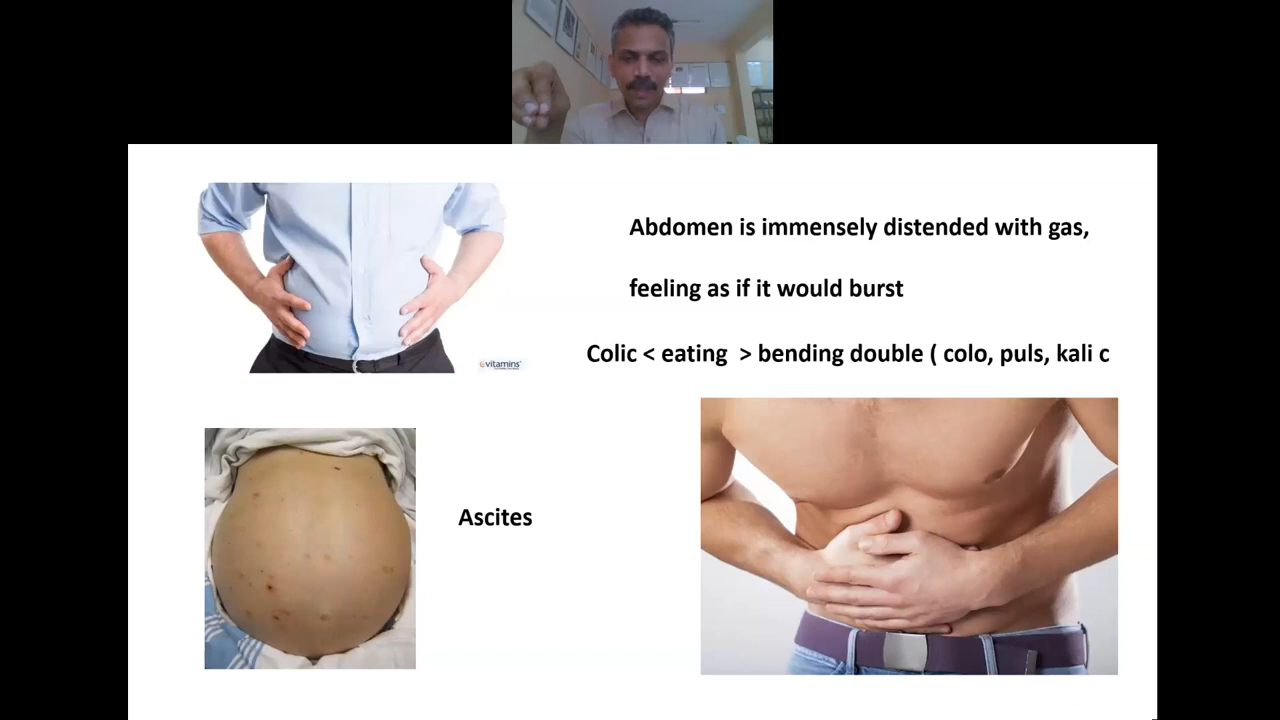 Abdomen is immensely distended with gas,
feeling as if it would burst
Colic < eating > bending double ( colo, puls, kali c
evitamins
Ascites